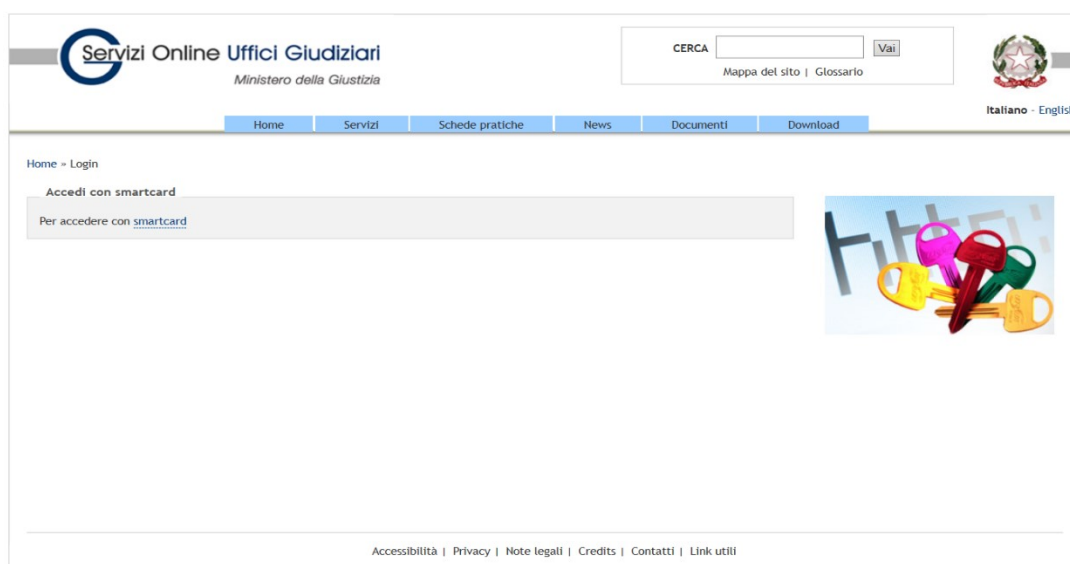 Servizi Online Uffici Giudiziari
Ministero della Giustizia
CERCA Vai
Mappa del sito | Glossario
Italiano - Englis
Home Servizi Schede pratiche News Documenti Download
Home » Login
Accedi con smartcard
Per accedere con smartcard
Accessibilità | Privacy | Note legali | Credits | Contatti | Link utili